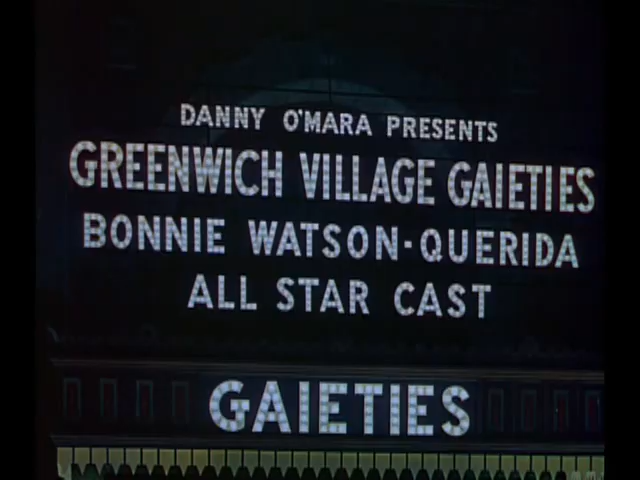 DANNY O'MARA PRESENTS
GREENWICH VILLAGE GAIETIES
BONNIE WATSON-QUERIDA
ALL STAR CAST
GAIETIES